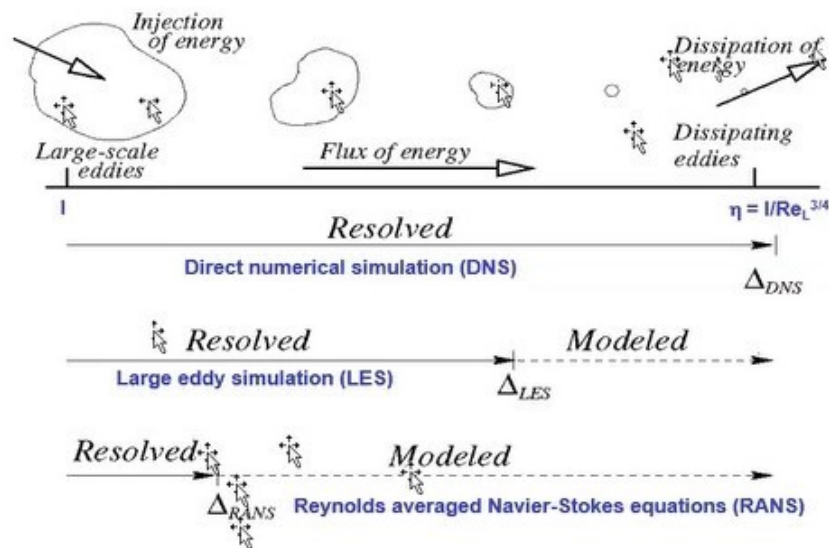 Injection
of energy
Dissipation of
energy
Large-scale
eddies
Flux of energy
Dissipating
eddies
l
η = l/Re_L^3/4
Resolved
Direct numerical simulation (DNS)
Δ_DNS
Resolved
Modeled
Large eddy simulation (LES)
Δ_LES
Resolved
Modeled
Δ_RANS
Reynolds averaged Navier-Stokes equations (RANS)